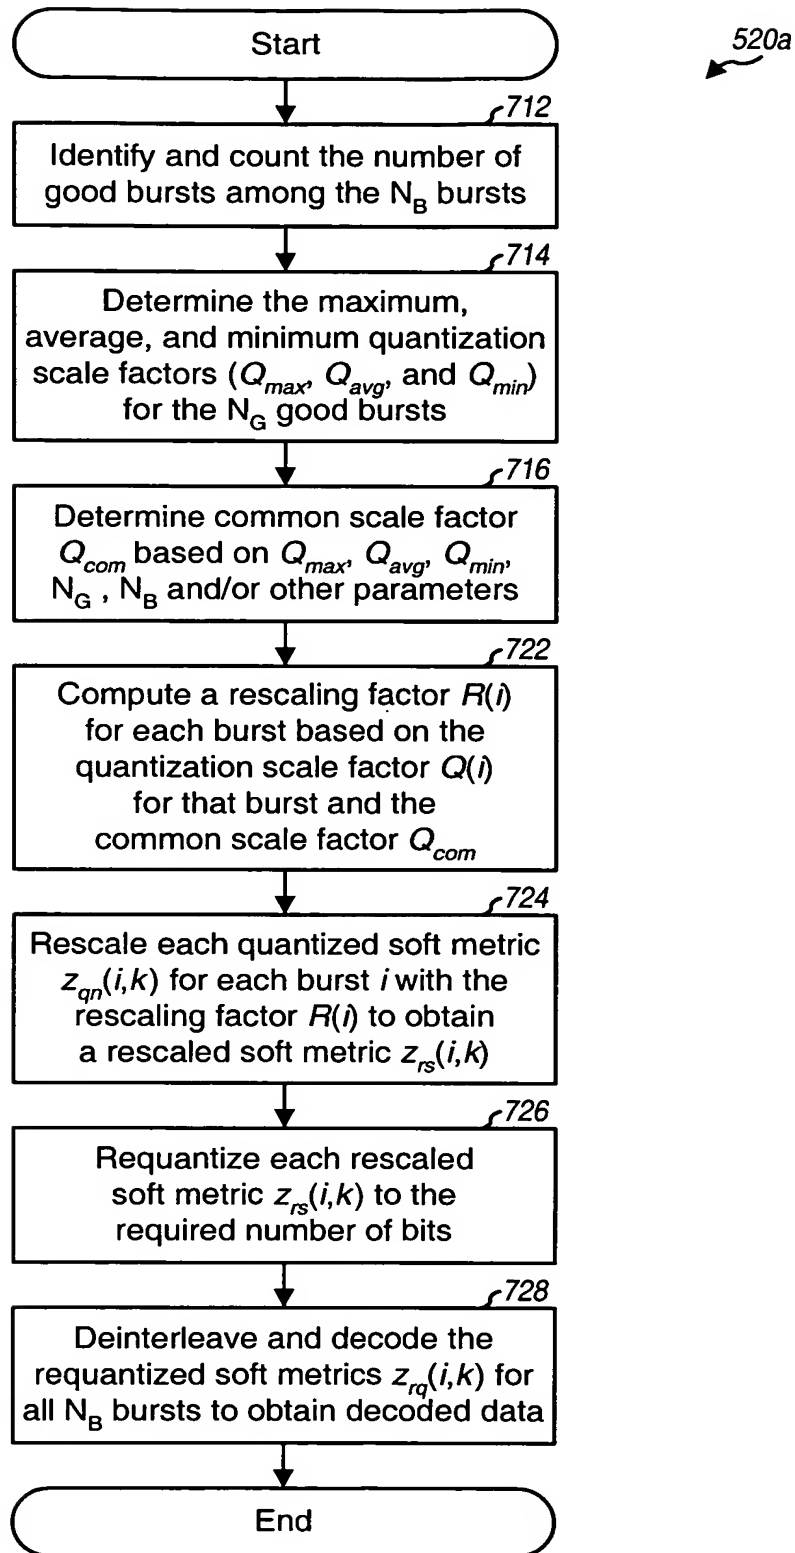 Start
520a
712
Identify and count the number of
good bursts among the N_B bursts
714
Determine the maximum,
average, and minimum quantization
scale factors (Q_max, Q_avg, and Q_min)
for the N_G good bursts
716
Determine common scale factor
Q_com based on Q_max, Q_avg, Q_min,
N_G , N_B and/or other parameters
722
Compute a rescaling factor R(i)
for each burst based on the
quantization scale factor Q(i)
for that burst and the
common scale factor Q_com
724
Rescale each quantized soft metric
z_qn(i,k) for each burst i with the
rescaling factor R(i) to obtain
a rescaled soft metric z_rs(i,k)
726
Requantize each rescaled
soft metric z_rs(i,k) to the
required number of bits
728
Deinterleave and decode the
requantized soft metrics z_rq(i,k) for
all N_B bursts to obtain decoded data
End